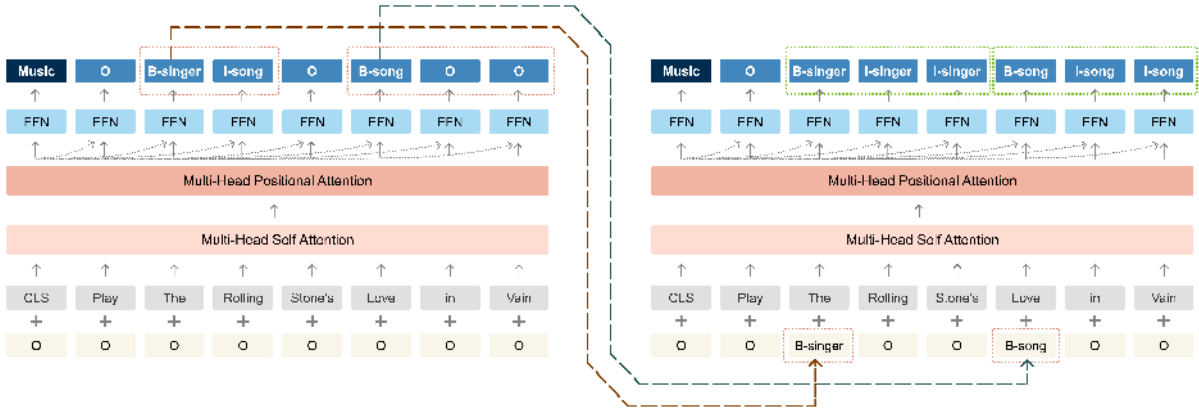 Music O B-singer I-song O B-song O O
FFN FFN FFN FFN FFN FFN FFN FFN
Multi-Head Positional Attention
Multi-Head Self Attention
CLS Play The Rolling Stone's Love in Vain
+ + + + + + + +
O O O O O O O O
Music O B-singer I-singer I-singer B-song I-song I-song
FFN FFN FFN FFN FFN FFN FFN FFN
Multi-Head Positional Attention
Multi-Head Self Attention
CLS Play The Rolling Stone's Love in Vain
+ + + + + + + +
O O B-singer O O B-song O O